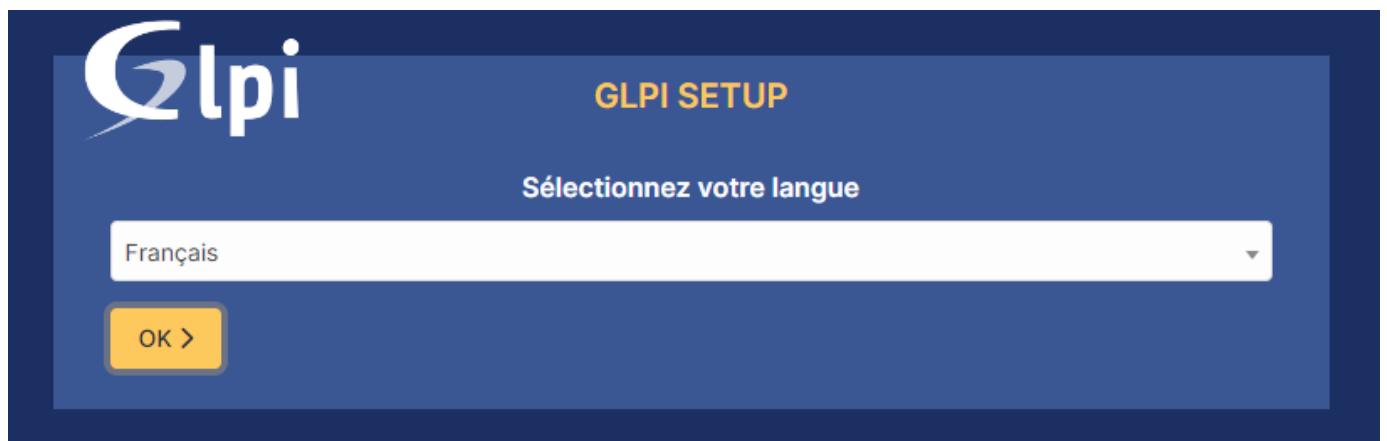 Glpi
GLPI SETUP
Sélectionnez votre langue
Français
OK